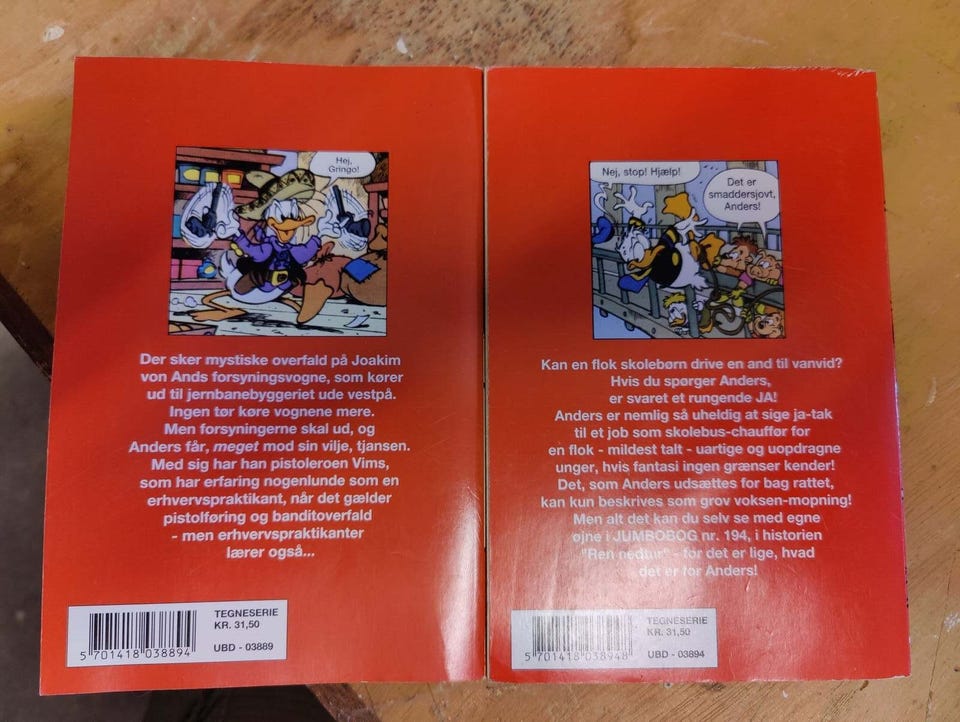 Hej,
Gringo!
Der sker mystiske overfald på Joakim
von Ands forsyningsvogne, som kører
ud til jernbanebyggeriet ude vestpå.
Ingen tør køre vognene mere.
Men forsyningerne skal ud, og
Anders får, meget mod sin vilje, tjansen.
Med sig har han pistoleroen Vims,
som har erfaring nogenlunde som en
erhvervspraktikant, når det gælder
pistolføring og banditoverfald
- men erhvervspraktikanter
lærer også...
5 701418 038894
TEGNESERIE
KR. 31,50
UBD - 03889
Nej, stop! Hjælp!
Det er
smaddersjovt,
Anders!
Kan en flok skolebørn drive en and til vanvid?
Hvis du spørger Anders,
er svaret et rungende JA!
Anders er nemlig så uheldig at sige ja-tak
til et job som skolebus-chauffør for
en flok - mildest talt - uartige og uopdragne
unger, hvis fantasi ingen grænser kender!
Det, som Anders udsættes for bag rattet,
kan kun beskrives som grov voksen-mopning!
Men alt det kan du selv se med egne
øjne i JUMBOBOG nr. 194, i historien
"Ren nedtur" - for det er lige, hvad
det er for Anders!
5 701418 038948
TEGNESERIE
KR. 31,50
UBD - 03894